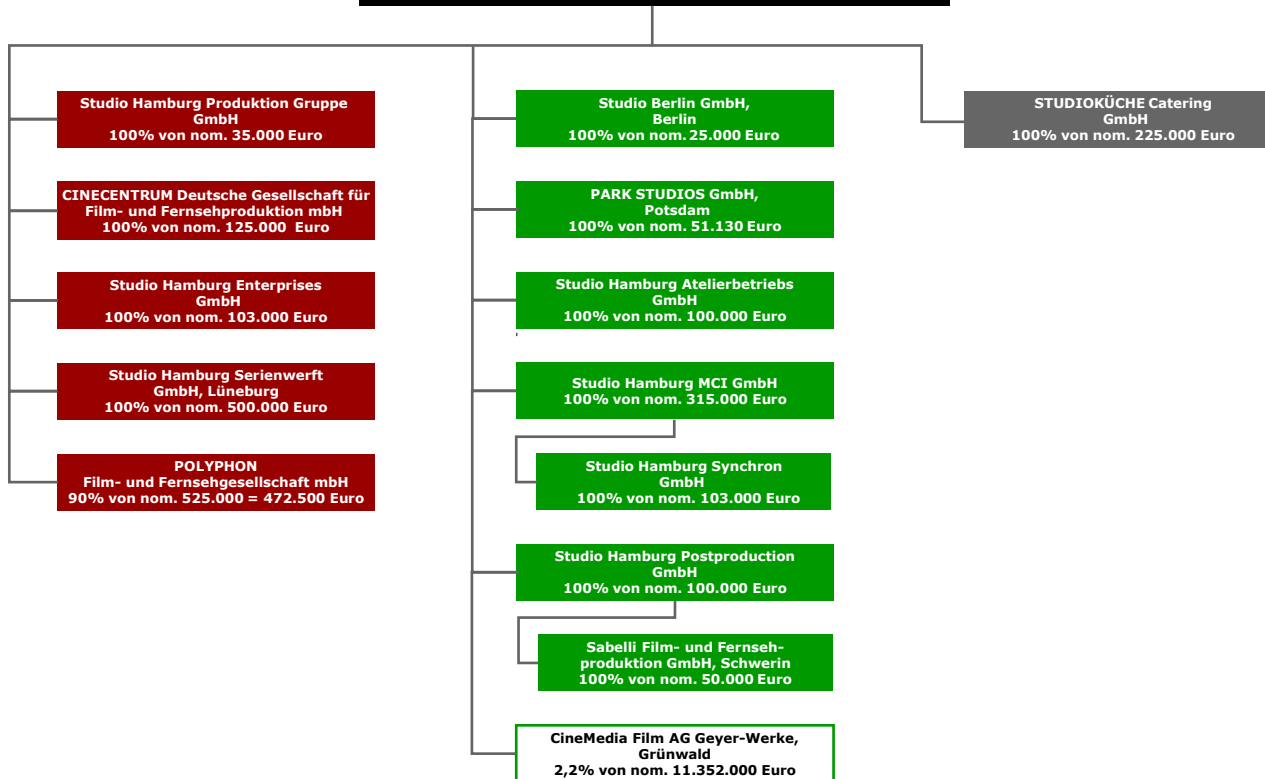 Studio Hamburg Produktion Gruppe
GmbH
100% von nom. 35.000 Euro
CINECENTRUM Deutsche Gesellschaft für
Film- und Fernsehproduktion mbH
100% von nom. 125.000 Euro
Studio Hamburg Enterprises
GmbH
100% von nom. 103.000 Euro
Studio Hamburg Serienwerft
GmbH, Lüneburg
100% von nom. 500.000 Euro
POLYPHON
Film- und Fernsehgesellschaft mbH
90% von nom. 525.000 = 472.500 Euro
Studio Berlin GmbH,
Berlin
100% von nom. 25.000 Euro
PARK STUDIOS GmbH,
Potsdam
100% von nom. 51.130 Euro
Studio Hamburg Atelierbetriebs
GmbH
100% von nom. 100.000 Euro
Studio Hamburg MCI GmbH
100% von nom. 315.000 Euro
Studio Hamburg Synchron
GmbH
100% von nom. 103.000 Euro
Studio Hamburg Postproduction
GmbH
100% von nom. 100.000 Euro
Sabelli Film- und Fernseh-
produktion GmbH, Schwerin
100% von nom. 50.000 Euro
CineMedia Film AG Geyer-Werke,
Grünwald
2,2% von nom. 11.352.000 Euro
STUDIOKÜCHE Catering
GmbH
100% von nom. 225.000 Euro